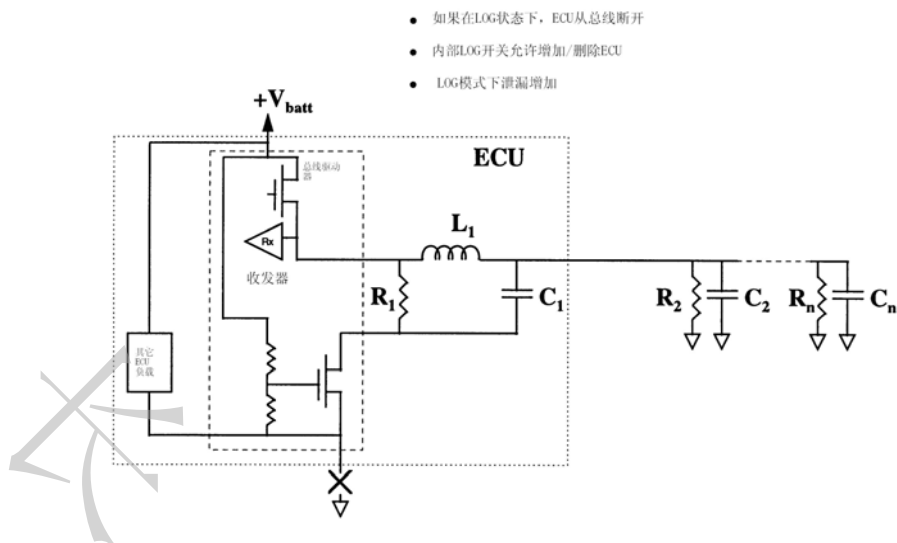 ● 如果在LOG状态下，ECU从总线断开
● 内部LOG开关允许增加/删除ECU
● LOG模式下泄漏增加
+Vbatt
总线驱动
器
ECU
Rx
收发器
L1
R1
C1
R2
C2
Rn
Cn
其它
ECU
负载